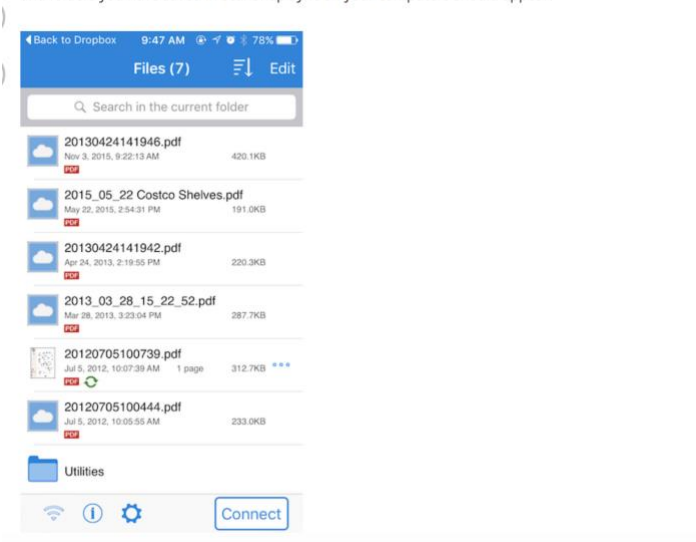 Back to Dropbox 9:47 AM 78%
Files (7) Edit
Search in the current folder
20130424141946.pdf
Nov 3, 2015, 9:22:13 AM 420.1KB
PDF
2015_05_22 Costco Shelves.pdf
May 22, 2015, 2:54:31 PM 191.0KB
PDF
20130424141942.pdf
Apr 24, 2013, 2:19:55 PM 220.3KB
PDF
2013_03_28_15_22_52.pdf
Mar 28, 2013, 3:23:04 PM 287.7KB
PDF
20120705100739.pdf
Jul 5, 2012, 10:07:39 AM 1 page 312.7KB
PDF
20120705100444.pdf
Jul 5, 2012, 10:05:55 AM 233.0KB
PDF
Utilities
Connect